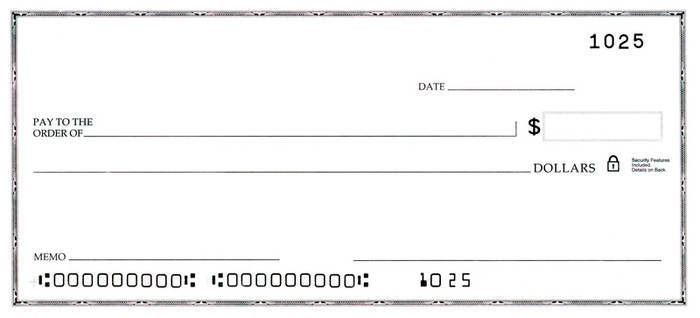 1025
DATE
PAY TO THE
ORDER OF
$
DOLLARS
Security Features
Included.
Details on Back.
MEMO
⑆000000000⑆ ⑆000000000⑆ 1025